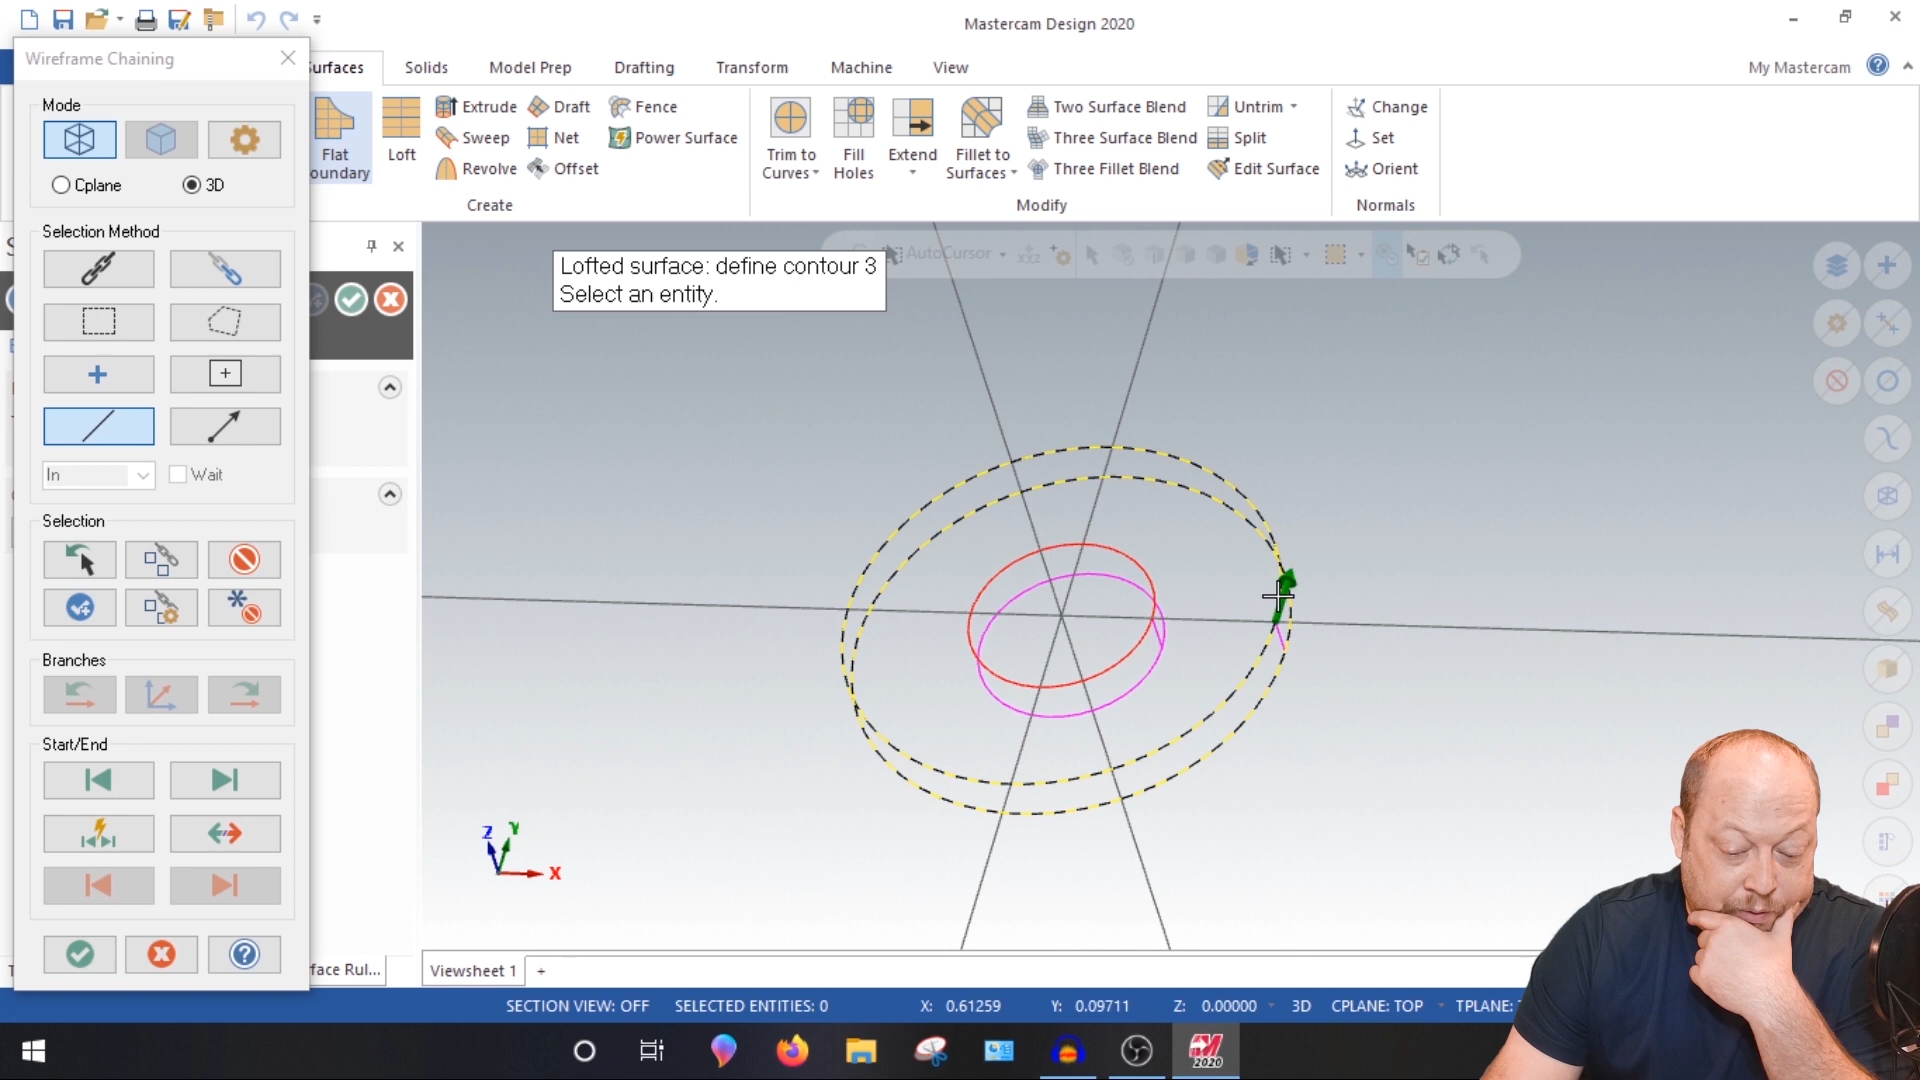 Mastercam Design 2020
Wireframe Chaining
Surfaces
Solids
Model Prep
Drafting
Transform
Machine
View
My Mastercam
Mode
Cplane
3D
Flat
oundary
Loft
Extrude
Sweep
Revolve
Draft
Net
Offset
Fence
Power Surface
Create
Trim to
Curves
Fill
Holes
Extend
Fillet to
Surfaces
Two Surface Blend
Three Surface Blend
Three Fillet Blend
Untrim
Split
Edit Surface
Modify
Change
Set
Orient
Normals
Selection Method
In
Wait
Selection
Branches
Start/End
AutoCursor
Lofted surface: define contour 3
Select an entity.
Z
Y
X
face Rul...
Viewsheet 1
+
SECTION VIEW: OFF
SELECTED ENTITIES: 0
X: 0.61259
Y: 0.09711
Z: 0.00000
3D
CPLANE: TOP
TPLANE:
2020